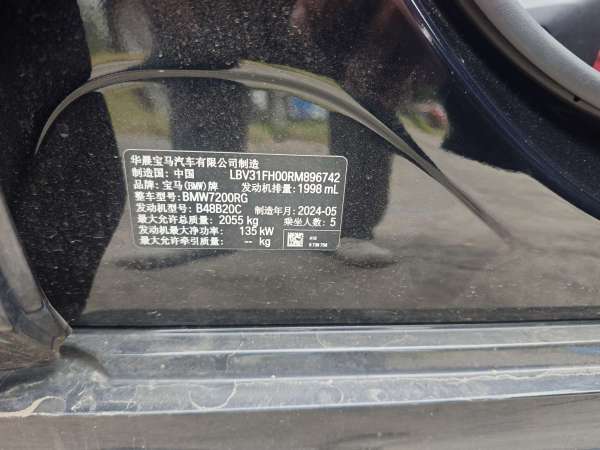 华晨宝马汽车有限公司制造
制造国：中国 LBV31FH00RM896742
品牌：宝马(BMW)牌 发动机排量：1998 mL
整车型号：BMW7200RG
发动机型号：B48B20C 制造年月：2024-05
最大允许总质量：2055 kg 乘坐人数：5
发动机最大净功率：135 kW
最大允许牵引质量：-- kg